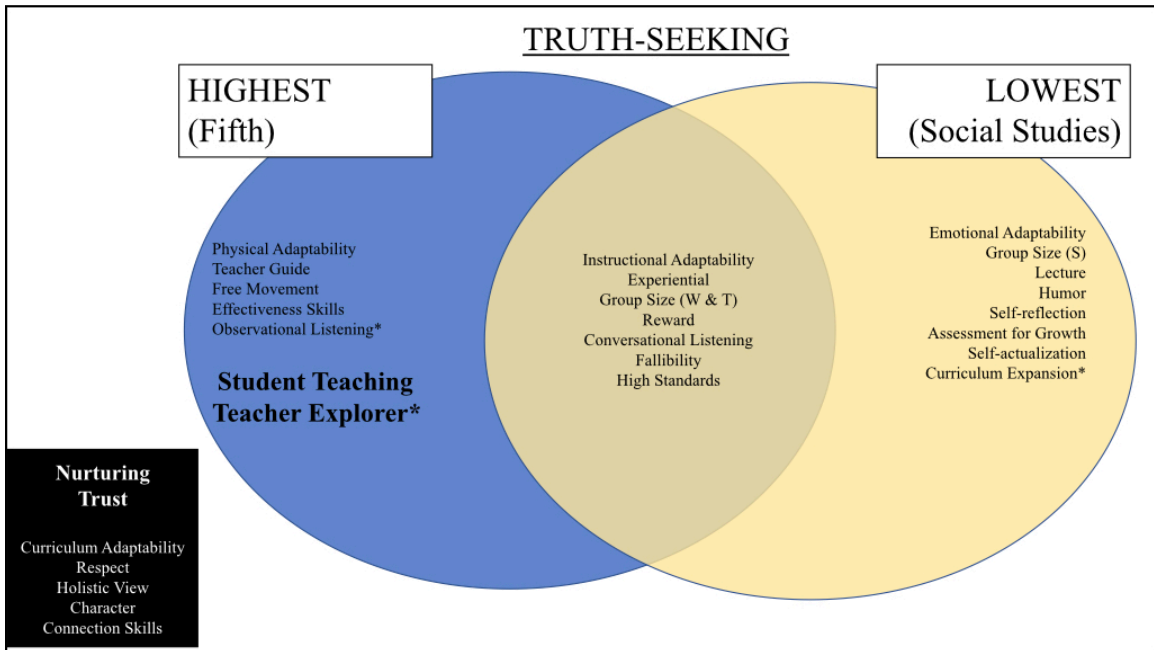 TRUTH-SEEKING
HIGHEST
(Fifth)
LOWEST
(Social Studies)
Physical Adaptability
Teacher Guide
Free Movement
Effectiveness Skills
Observational Listening*
Student Teaching
Teacher Explorer*
Instructional Adaptability
Experiential
Group Size (W & T)
Reward
Conversational Listening
Fallibility
High Standards
Emotional Adaptability
Group Size (S)
Lecture
Humor
Self-reflection
Assessment for Growth
Self-actualization
Curriculum Expansion*
Nurturing
Trust
Curriculum Adaptability
Respect
Holistic View
Character
Connection Skills